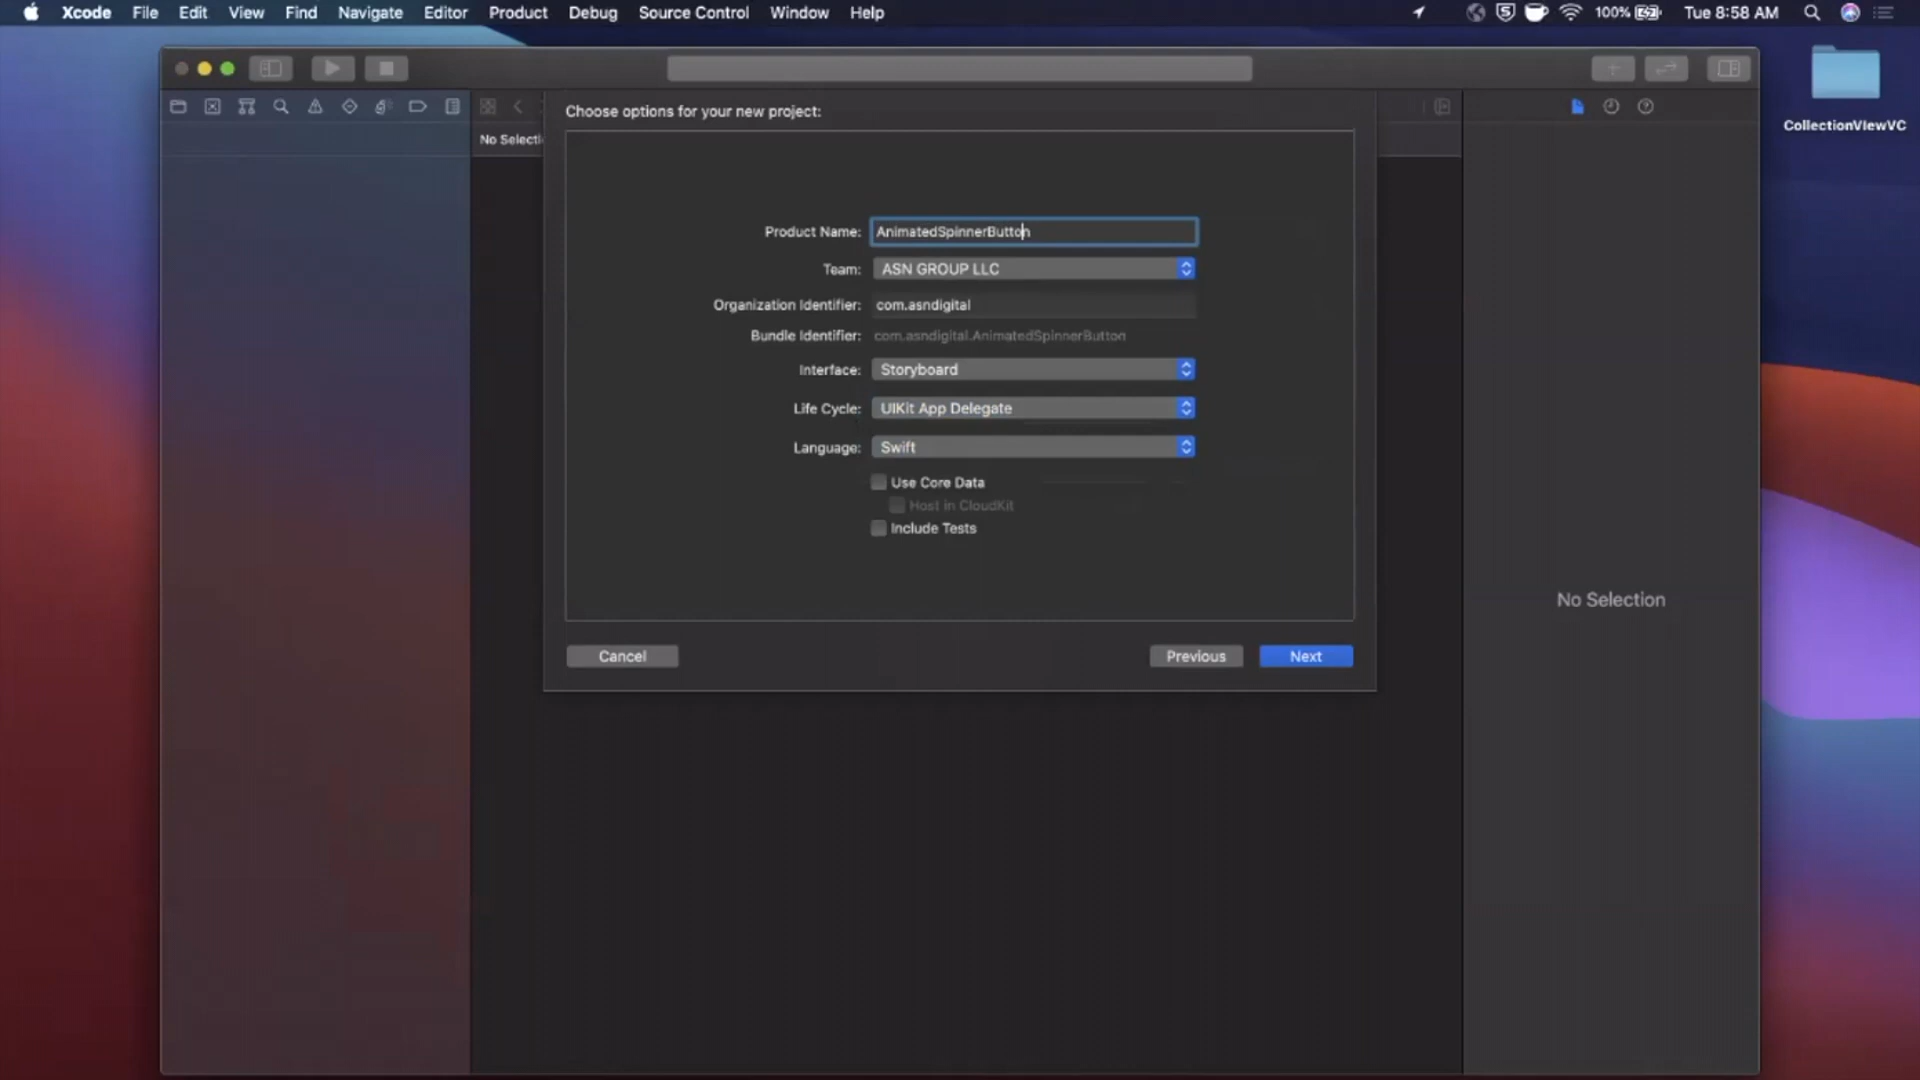 Xcode File Edit View Find Navigate Editor Product Debug Source Control Window Help 100% Tue 8:58 AM
CollectionViewVC
Choose options for your new project:
No Selecti
Product Name: AnimatedSpinnerButton
Team: ASN GROUP LLC
Organization Identifier: com.asndigital
Bundle Identifier: com.asndigital.AnimatedSpinnerButton
Interface: Storyboard
Life Cycle: UIKit App Delegate
Language: Swift
Use Core Data
Host in CloudKit
Include Tests
No Selection
Cancel Previous Next